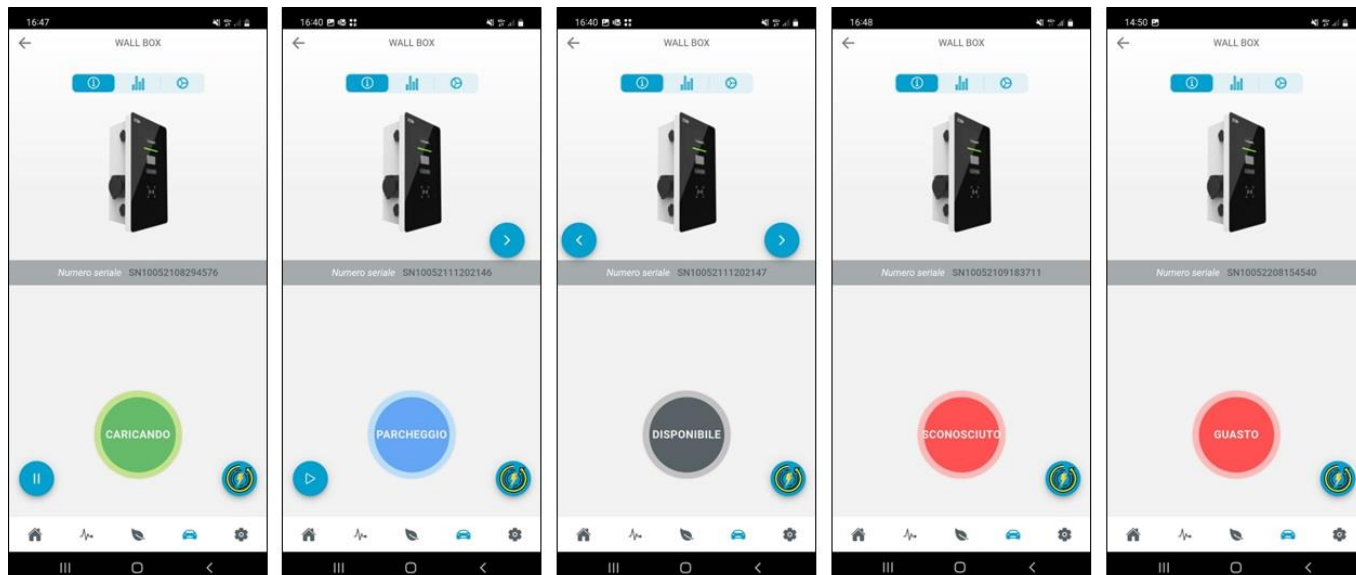 16:47
WALL BOX
Numero seriale SN10052108294576
CARICANDO
16:40
WALL BOX
Numero seriale SN10052111202146
PARCHEGGIO
16:40
WALL BOX
Numero seriale SN10052111202147
DISPONIBILE
16:48
WALL BOX
Numero seriale SN10052109183711
SCONOSCIUTO
14:50
WALL BOX
Numero seriale SN10052208154540
GUASTO